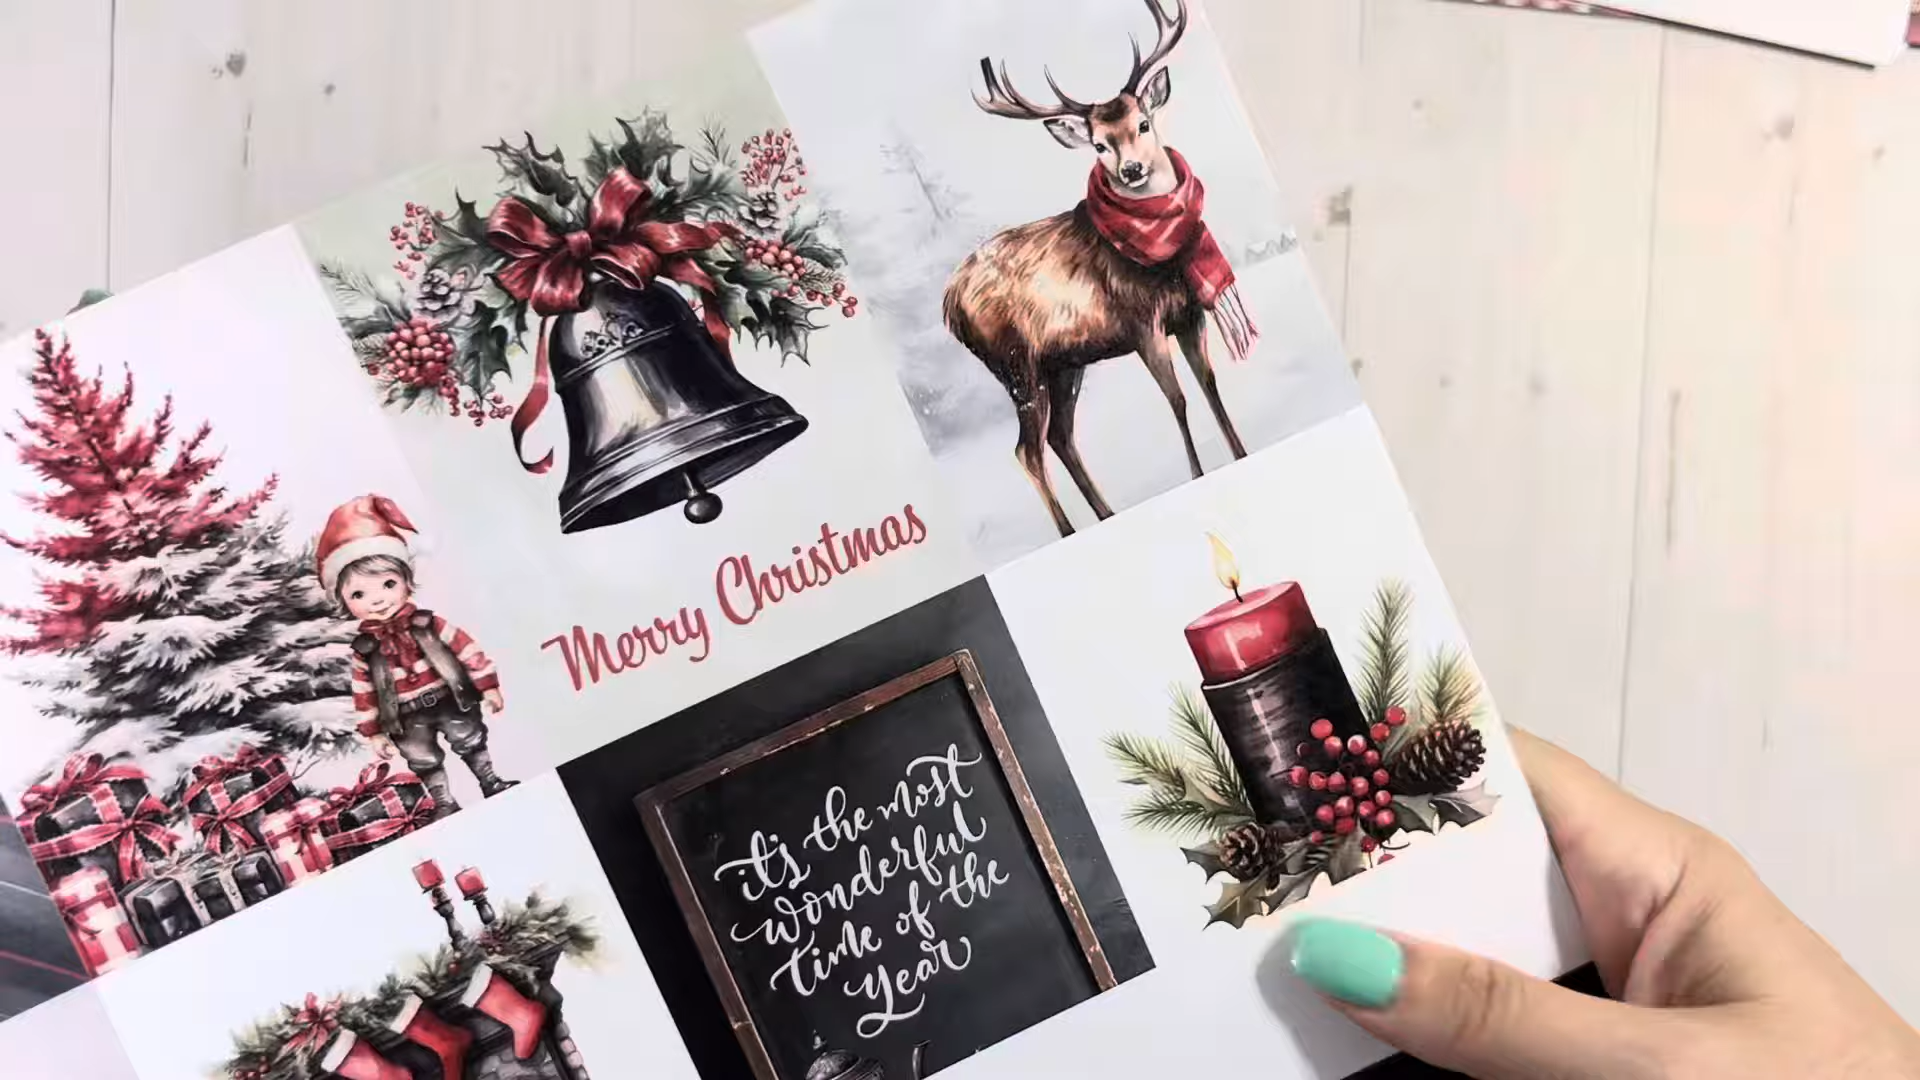 Merry Christmas
it's the most
wonderful
time of the
year